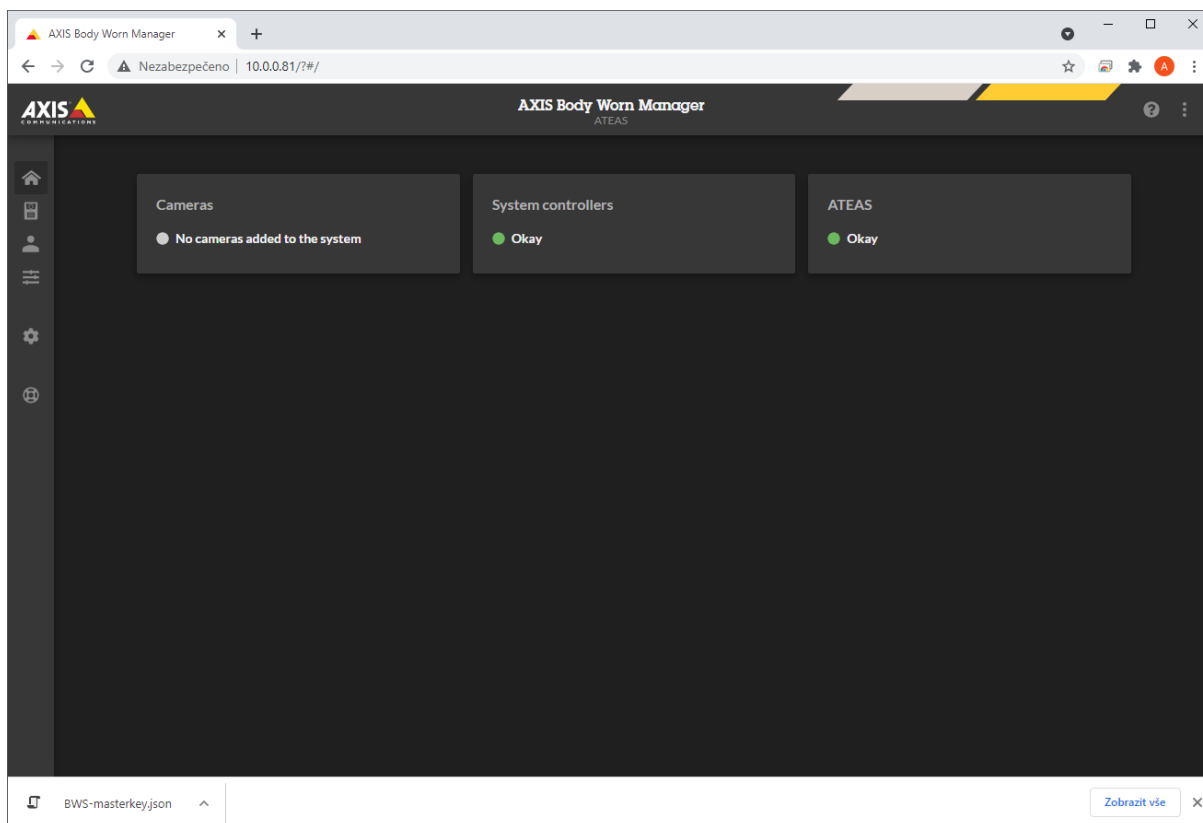 AXIS Body Worn Manager
Nezabezpečeno
10.0.0.81/?#/
A
AXIS
COMMUNICATIONS
AXIS Body Worn Manager
ATEAS
Cameras
No cameras added to the system
System controllers
Okay
ATEAS
Okay
BWS-masterkey.json
Zobrazit vše